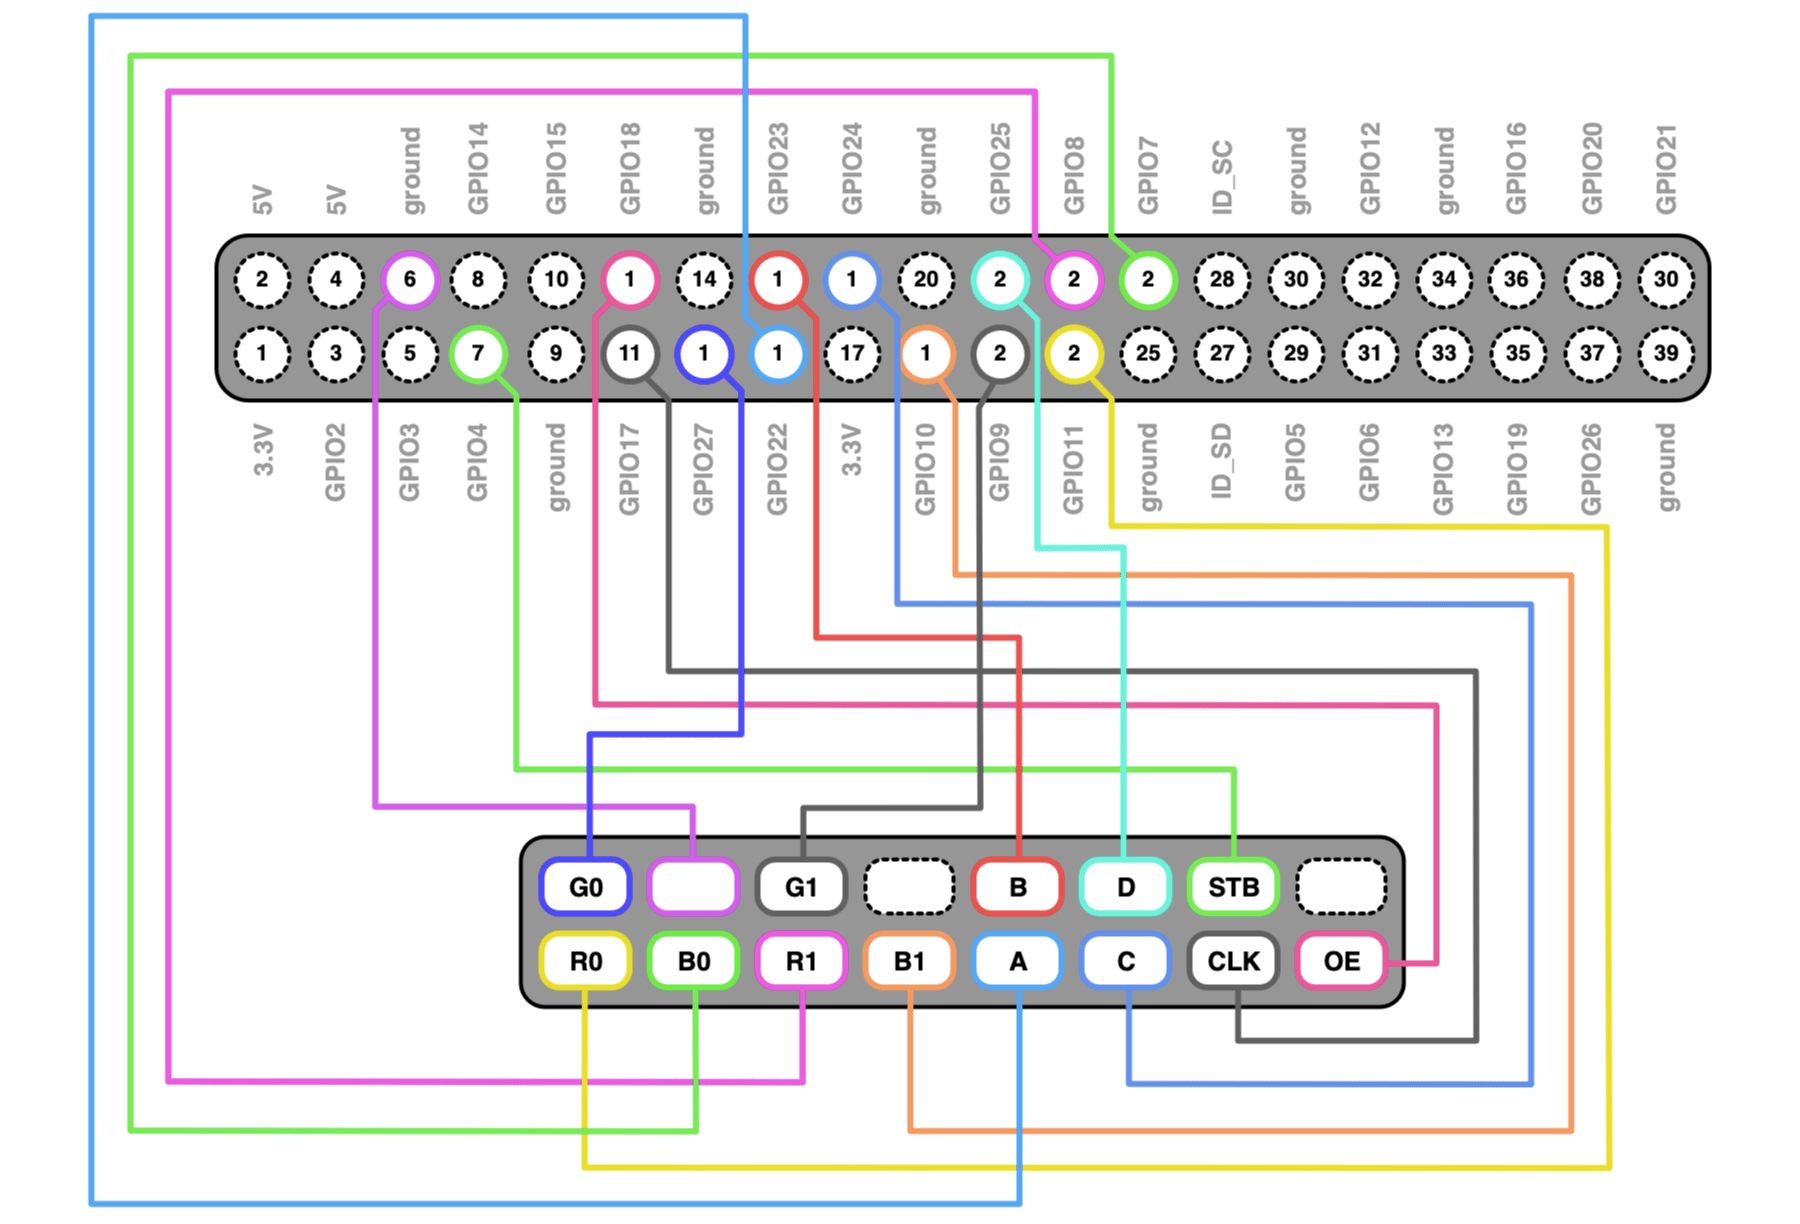 5V 5V ground GPIO14 GPIO15 GPIO18 ground GPIO23 GPIO24 ground GPIO25 GPIO8 GPIO7 ID_SC ground GPIO12 ground GPIO16 GPIO20 GPIO21
2 4 6 8 10 1 14 1 1 20 2 2 2 28 30 32 34 36 38 30
1 3 5 7 9 11 1 1 17 1 2 2 25 27 29 31 33 35 37 39
3.3V GPIO2 GPIO3 GPIO4 ground GPIO17 GPIO27 GPIO22 3.3V GPIO10 GPIO9 GPIO11 ground ID_SD GPIO5 GPIO6 GPIO13 GPIO19 GPIO26 ground
G0 G1 B D STB
R0 B0 R1 B1 A C CLK OE